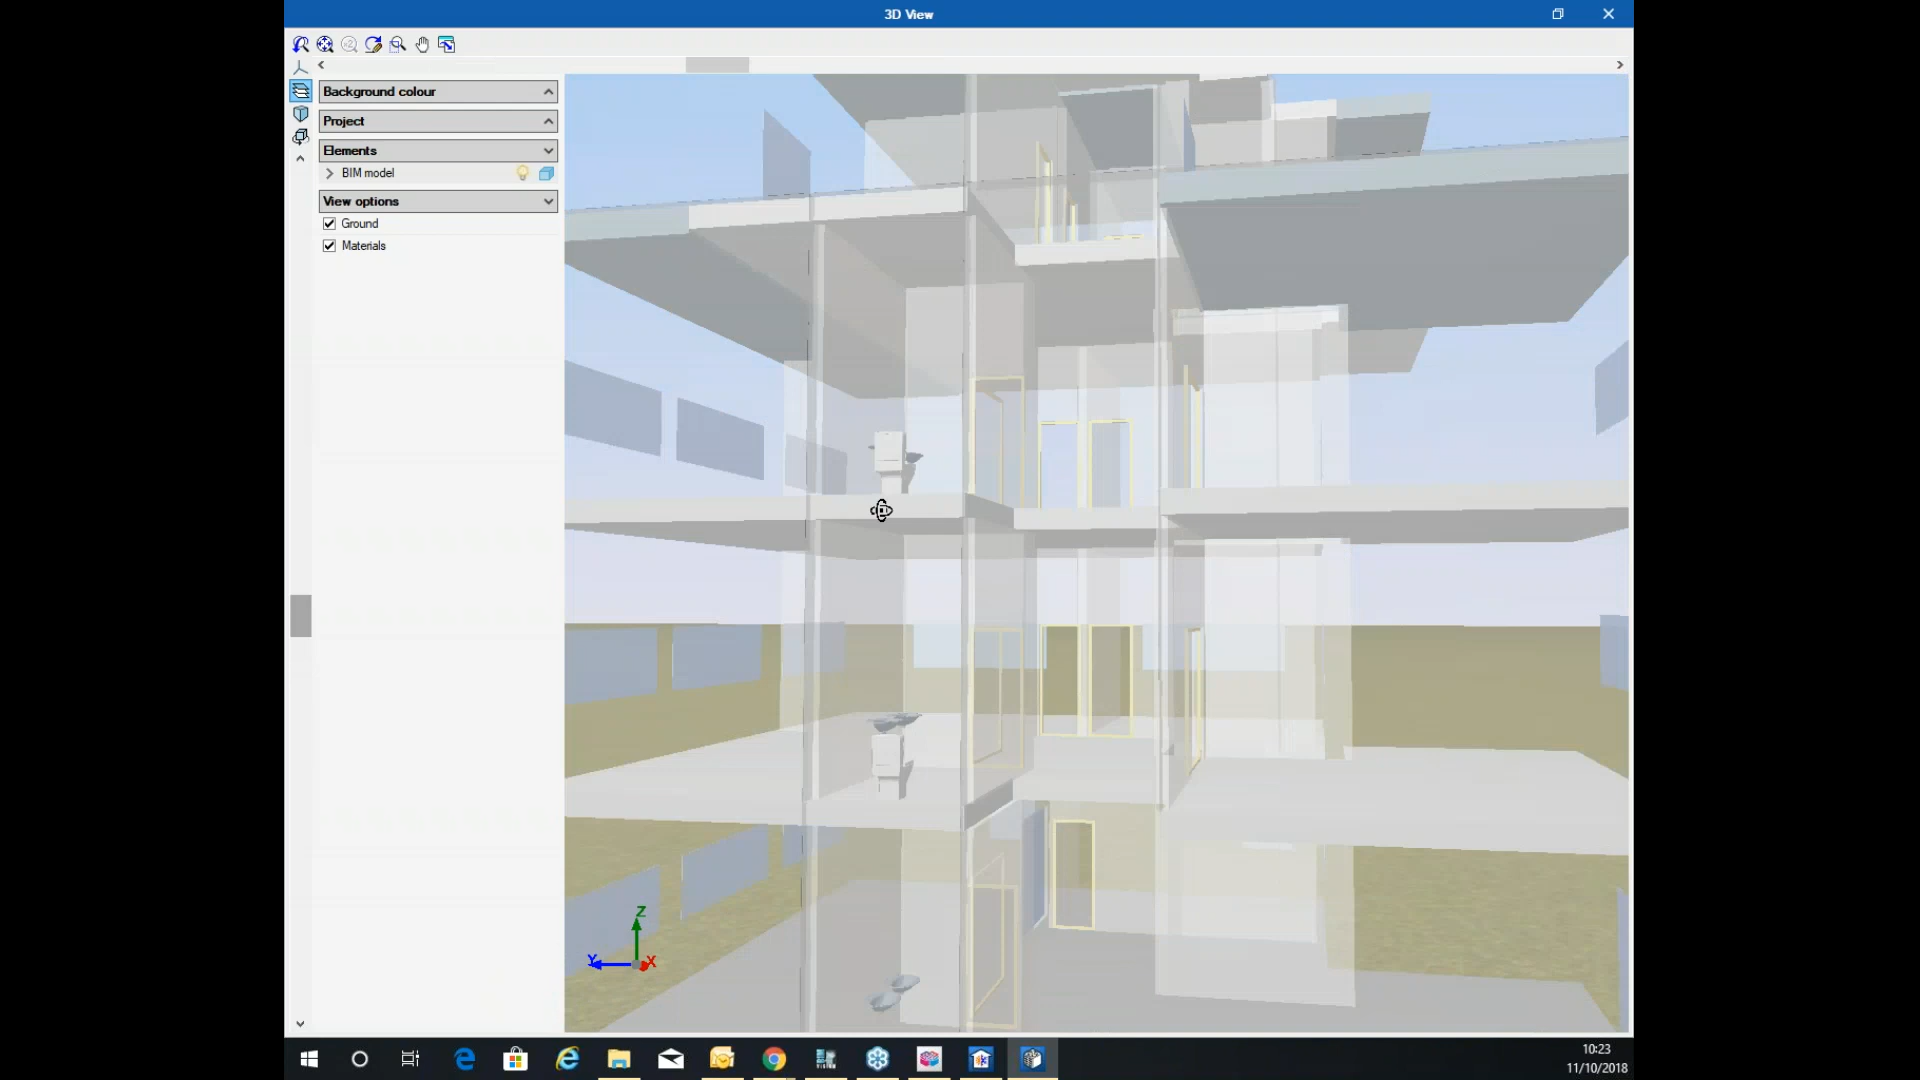 3D View
Background colour
Project
Elements
BIM model
View options
Ground
Materials
Z
Y
X
10:23
11/10/2018